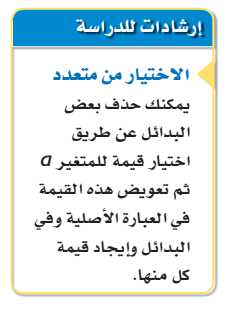 إرشادات للدراسة
الاختيار من متعدد
يمكنك حذف بعض
البدائل عن طريق
اختيار قيمة للمتغير a
ثم تعويض هذه القيمة
في العبارة الأصلية وفي
البدائل وإيجاد قيمة
كل منها.